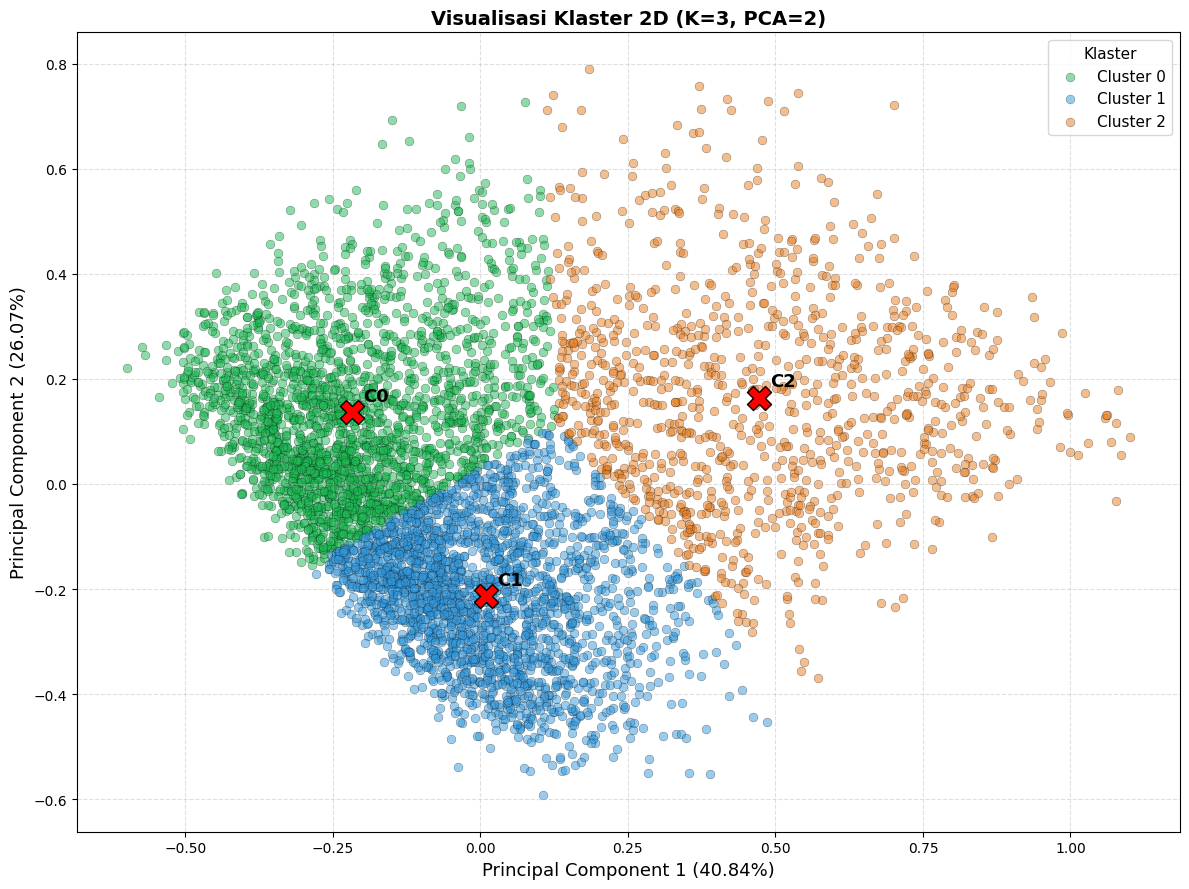 Visualisasi Klaster 2D (K=3, PCA=2)
Klaster
Cluster 0
Cluster 1
Cluster 2
0.8
0.6
0.4
0.2
0.0
−0.2
−0.4
−0.6
Principal Component 2 (26.07%)
C0
C2
C1
−0.50
−0.25
0.00
0.25
0.50
0.75
1.00
Principal Component 1 (40.84%)